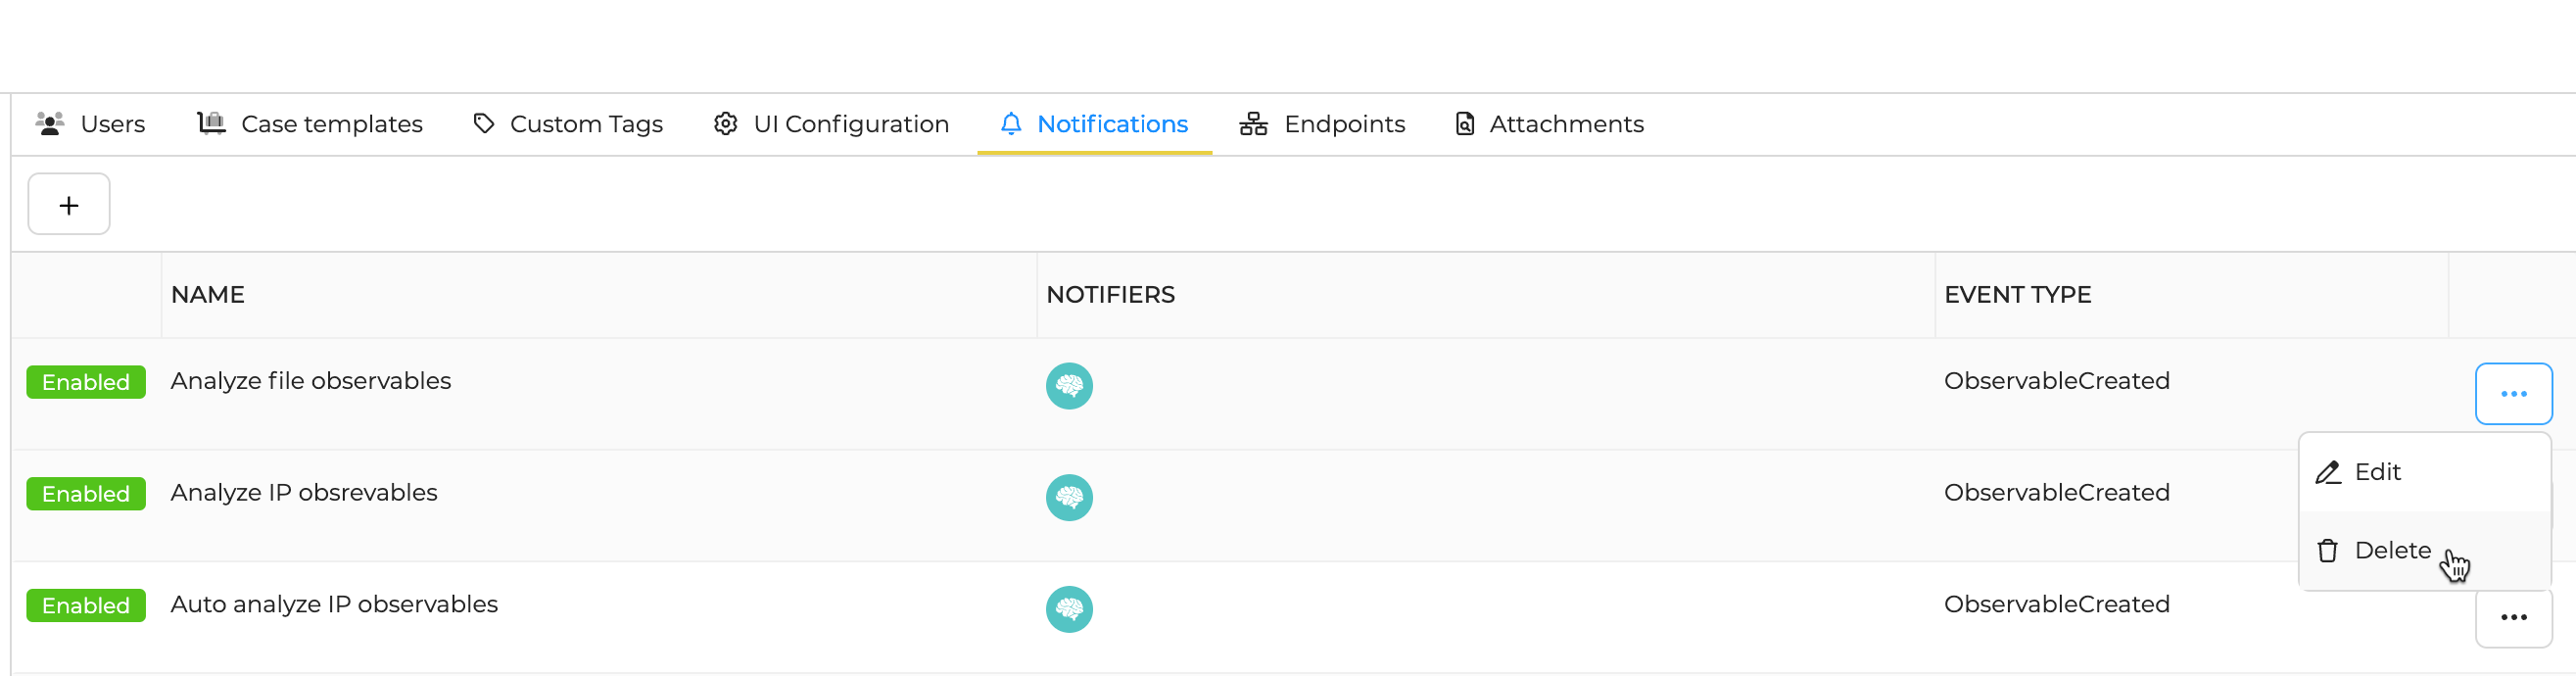 Users Case templates Custom Tags UI Configuration Notifications Endpoints Attachments
+
NAME NOTIFIERS EVENT TYPE
Enabled Analyze file observables ObservableCreated ...
Edit
Enabled Analyze IP obsrevables ObservableCreated
Delete
Enabled Auto analyze IP observables ObservableCreated ...